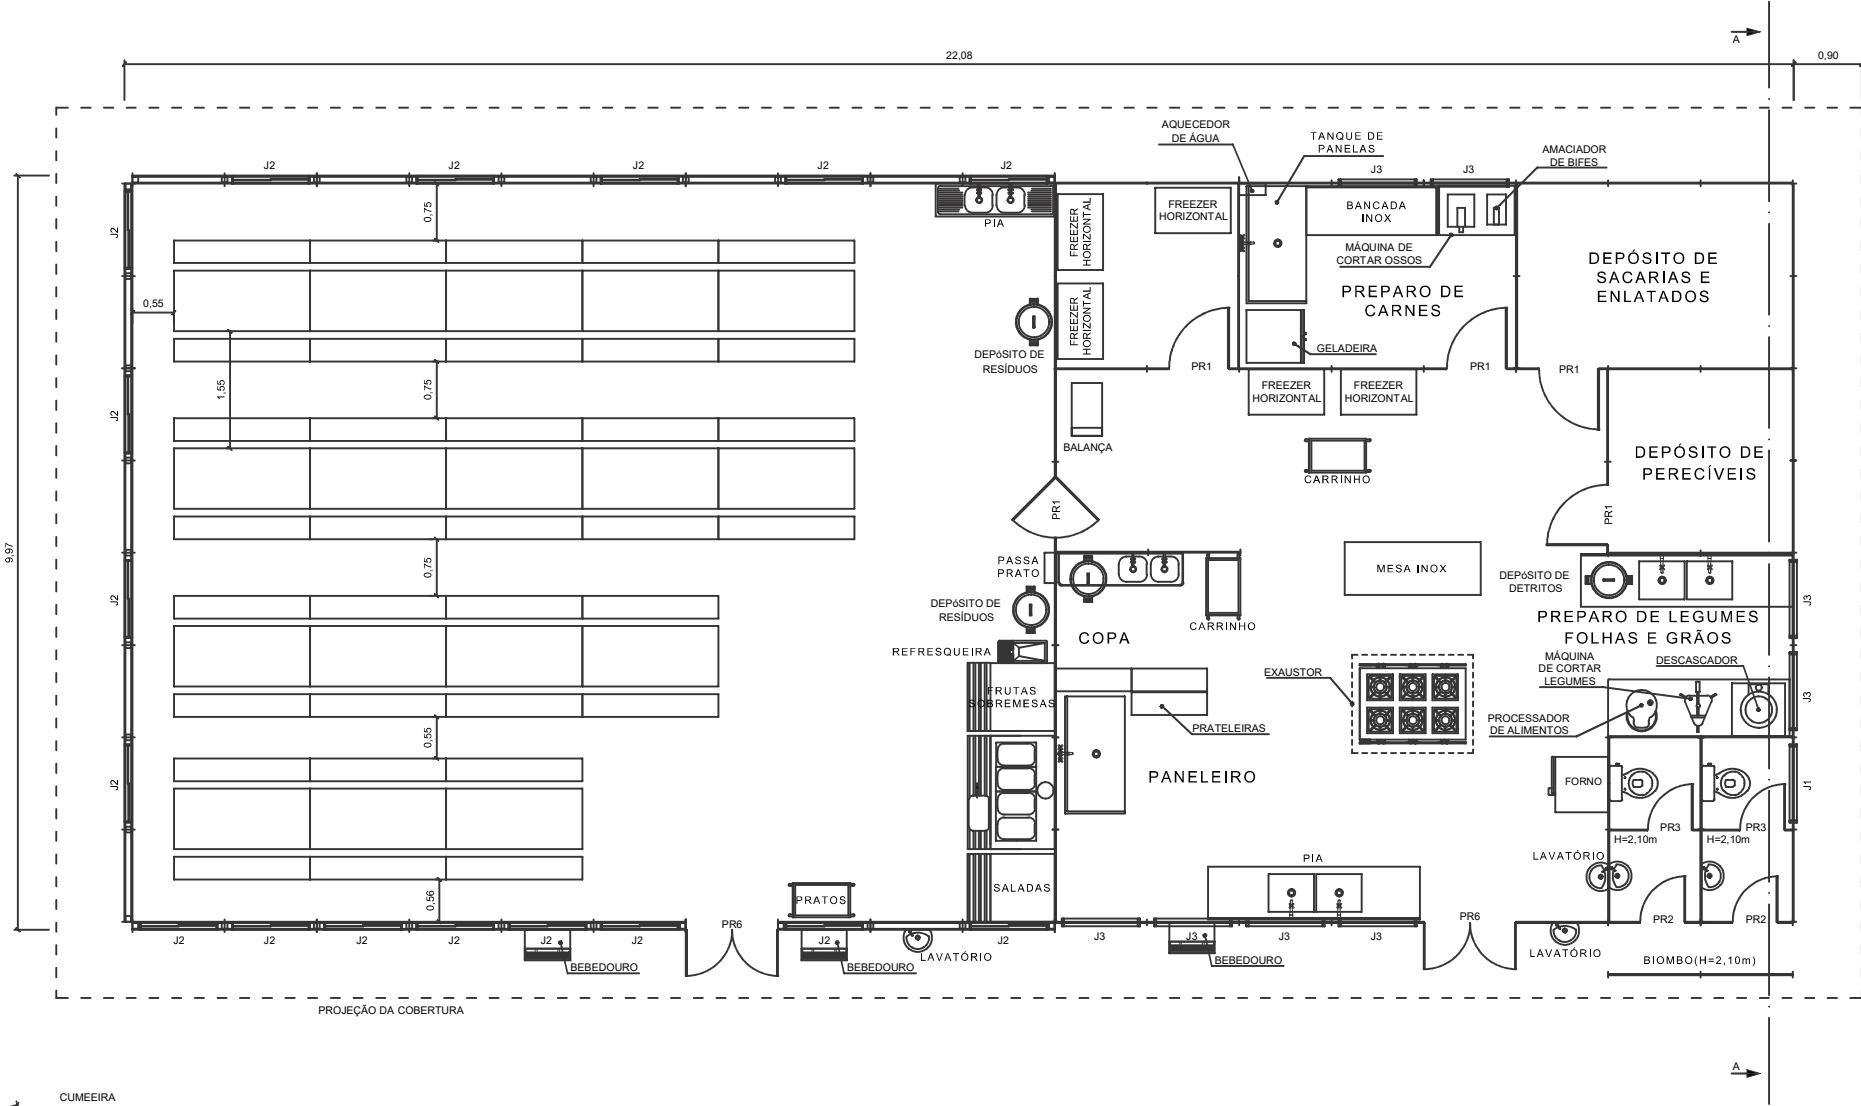 A
22,08
0,90
AQUECEDOR
DE ÁGUA
TANQUE DE
PANELAS
AMACIADOR
DE BIFES
J2
J2
J2
J2
J2
J3
J3
PIA
FREEZER
HORIZONTAL
FREEZER
HORIZONTAL
BANCADA
INOX
0,75
J2
MÁQUINA DE
CORTAR OSSOS
DEPÓSITO DE
SACARIAS E
ENLATADOS
PREPARO DE
CARNES
0,55
FREEZER
HORIZONTAL
DEPóSITO DE
RESÍDUOS
GELADEIRA
PR1
PR1
PR1
1,55
0,75
J2
FREEZER
HORIZONTAL
FREEZER
HORIZONTAL
BALANÇA
CARRINHO
DEPÓSITO DE
PERECÍVEIS
PR1
PR1
9,97
0,75
J2
PASSA
PRATO
MESA INOX
DEPóSITO DE
DETRITOS
DEPóSITO DE
RESÍDUOS
CARRINHO
COPA
PREPARO DE LEGUMES
FOLHAS E GRÃOS
J3
REFRESQUEIRA
MÁQUINA
DE CORTAR
LEGUMES
DESCASCADOR
EXAUSTOR
FRUTAS
SOBREMESAS
J3
PRATELEIRAS
PROCESSADOR
DE ALIMENTOS
0,55
J2
PANELEIRO
FORNO
J1
PR3
PR3
H=2,10m
H=2,10m
PIA
LAVATÓRIO
SALADAS
0,56
PRATOS
PR6
PR6
PR2
PR2
J2
J2
J2
J2
J2
J2
J2
J2
J3
J3
J3
J3
BEBEDOURO
BEBEDOURO
LAVATÓRIO
BEBEDOURO
LAVATÓRIO
BIOMBO(H=2,10m)
PROJEÇÃO DA COBERTURA
A
CUMEEIRA